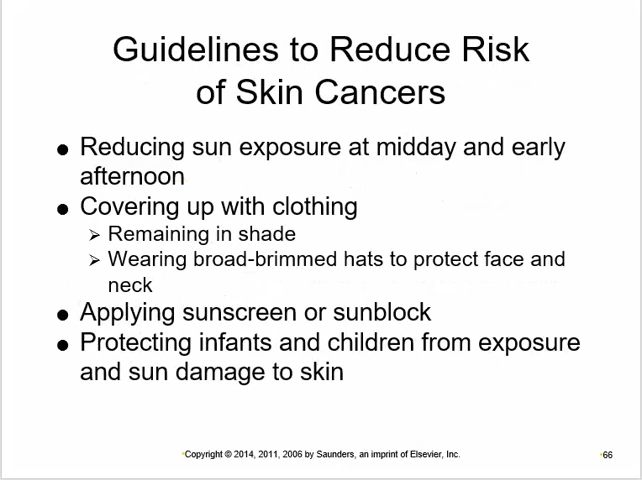 Guidelines to Reduce Risk
of Skin Cancers
● Reducing sun exposure at midday and early
afternoon
● Covering up with clothing
➢ Remaining in shade
➢ Wearing broad-brimmed hats to protect face and
neck
● Applying sunscreen or sunblock
● Protecting infants and children from exposure
and sun damage to skin
•Copyright © 2014, 2011, 2006 by Saunders, an imprint of Elsevier, Inc.
•66